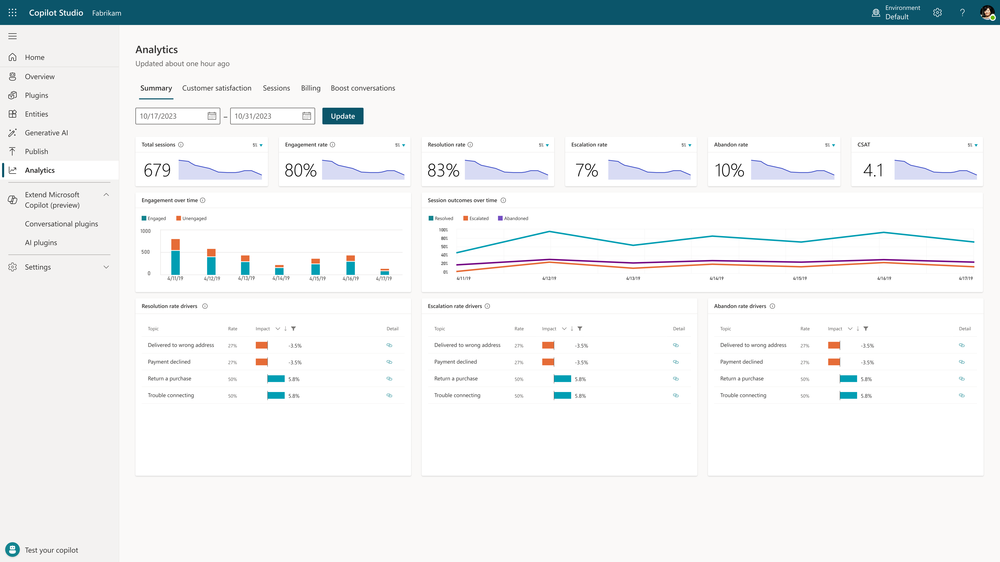 Copilot Studio Fabrikam
Environment
Default
?
Home
Overview
Plugins
Entities
Generative AI
Publish
Analytics
Extend Microsoft
Copilot (preview)
Conversational plugins
AI plugins
Settings
Test your copilot
Analytics
Updated about one hour ago
Summary Customer satisfaction Sessions Billing Boost conversations
10/17/2023 – 10/31/2023 Update
Total sessions 5%
679
Engagement rate 5%
80%
Resolution rate 5%
83%
Escalation rate 5%
7%
Abandon rate 5%
10%
CSAT 5%
4.1
Engagement over time
Engaged Unengaged
1000
500
0
4/11/19 4/12/19 4/13/19 4/14/19 4/15/19 4/16/19 4/17/19
Session outcomes over time
Resolved Escalated Abandoned
100%
80%
50%
40%
20%
0%
4/11/19 4/12/19 4/13/19 4/14/19 4/15/19 4/16/19 4/17/19
Resolution rate drivers
Topic Rate Impact Detail
Delivered to wrong address 27% -3.5%
Payment declined 27% -3.5%
Return a purchase 50% 5.8%
Trouble connecting 50% 5.8%
Escalation rate drivers
Topic Rate Impact Detail
Delivered to wrong address 27% -3.5%
Payment declined 27% -3.5%
Return a purchase 50% 5.8%
Trouble connecting 50% 5.8%
Abandon rate drivers
Topic Rate Impact Detail
Delivered to wrong address 27% -3.5%
Payment declined 27% -3.5%
Return a purchase 50% 5.8%
Trouble connecting 50% 5.8%